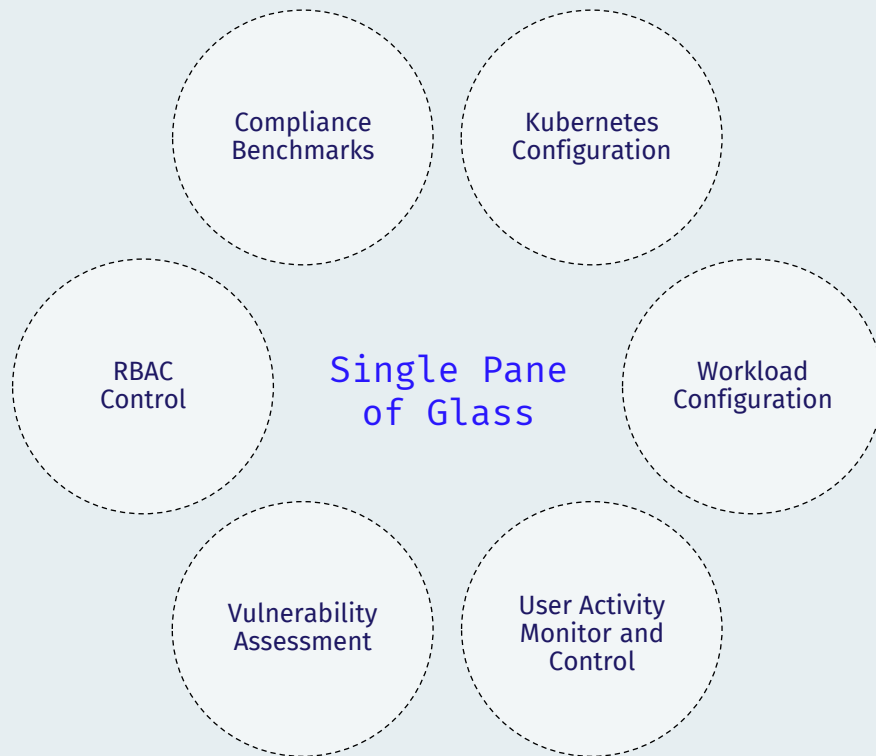 Compliance
Benchmarks
Kubernetes
Configuration
RBAC
Control
Single Pane
of Glass
Workload
Configuration
Vulnerability
Assessment
User Activity
Monitor and
Control